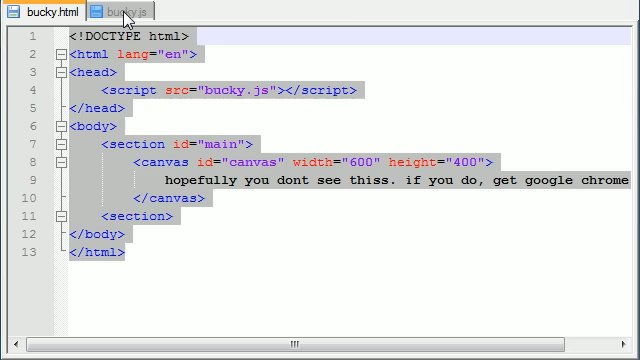 bucky.html bucky.js
1 <!DOCTYPE html>
2 <html lang="en">
3 <head>
4 <script src="bucky.js"></script>
5 </head>
6 <body>
7 <section id="main">
8 <canvas id="canvas" width="600" height="400">
9 hopefully you dont see thiss. if you do, get google chrome
10 </canvas>
11 <section>
12 </body>
13 </html>